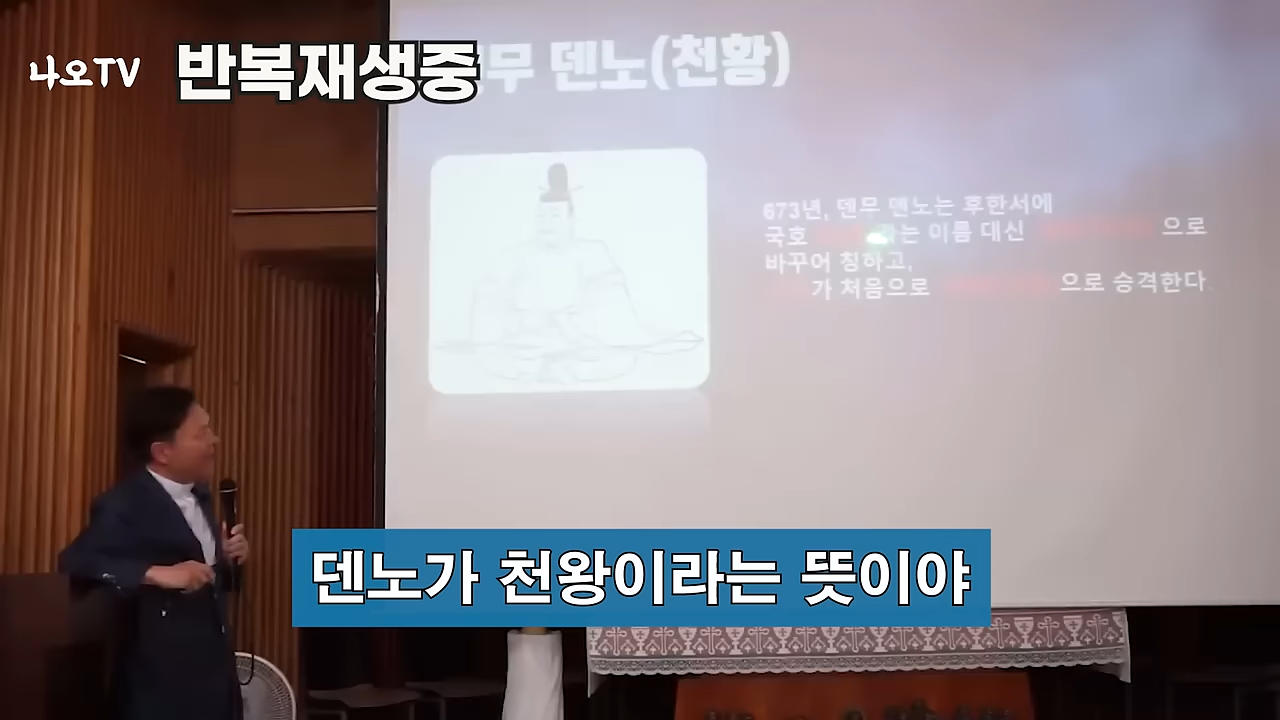 나오TV
반복재생중
무 덴노(천황)
673년, 덴무 덴노는 후한서에
국호 라는 이름 대신 으로
바꾸어 칭하고,
가 처음으로 으로 승격한다.
덴노가 천왕이라는 뜻이야